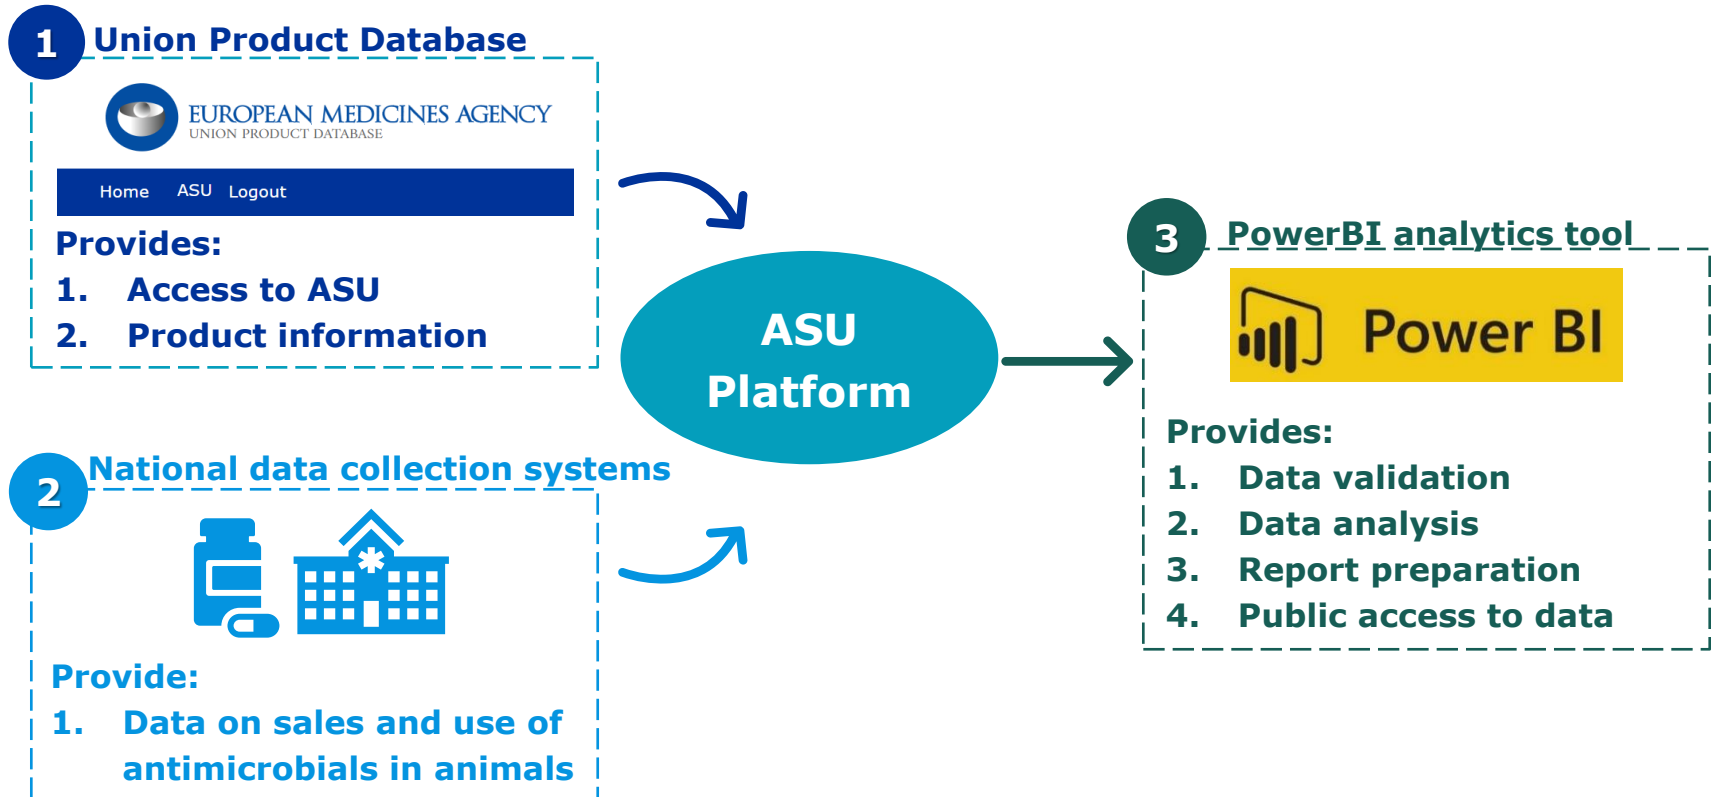 1 Union Product Database
EUROPEAN MEDICINES AGENCY
UNION PRODUCT DATABASE
Home ASU Logout
Provides:
1. Access to ASU
2. Product information
2 National data collection systems
Provide:
1. Data on sales and use of
antimicrobials in animals
ASU
Platform
3 PowerBI analytics tool
Power BI
Provides:
1. Data validation
2. Data analysis
3. Report preparation
4. Public access to data